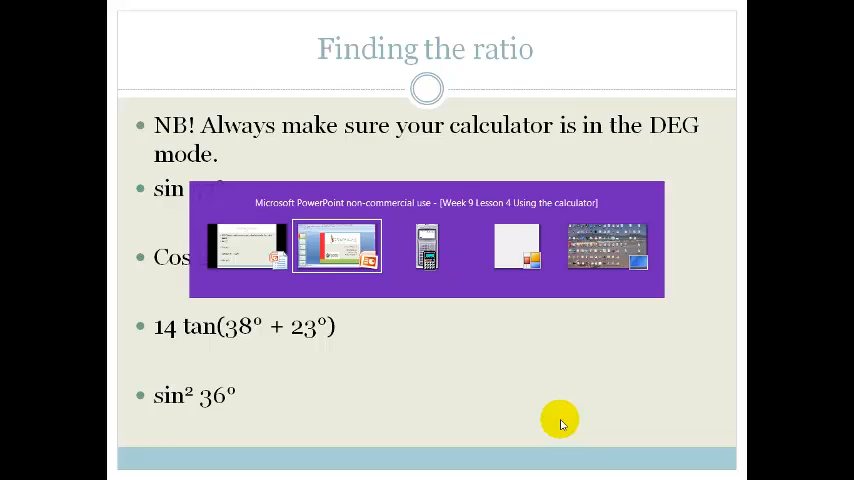 Finding the ratio
NB! Always make sure your calculator is in the DEG
mode.
sin
Microsoft PowerPoint non-commercial use - [Week 9 Lesson 4 Using the calculator]
Cos
14 tan(38° + 23°)
sin² 36°